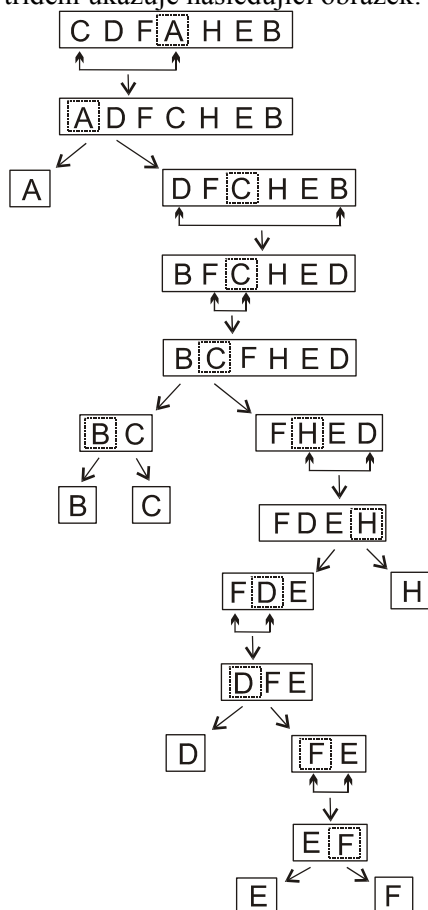 třídění ukazuje následující obrázek:
C D F A H E B
A D F C H E B
A
D F C H E B
B F C H E D
B C F H E D
B C
F H E D
B
C
F D E H
F D E
H
D F E
D
F E
E F
E
F